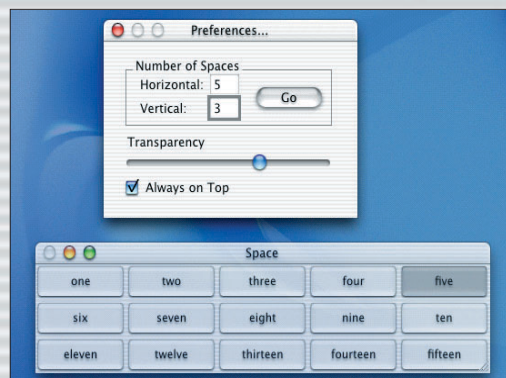 Preferences...
Number of Spaces
Horizontal: 5
Vertical: 3
Go
Transparency
Always on Top
Space
one two three four five
six seven eight nine ten
eleven twelve thirteen fourteen fifteen